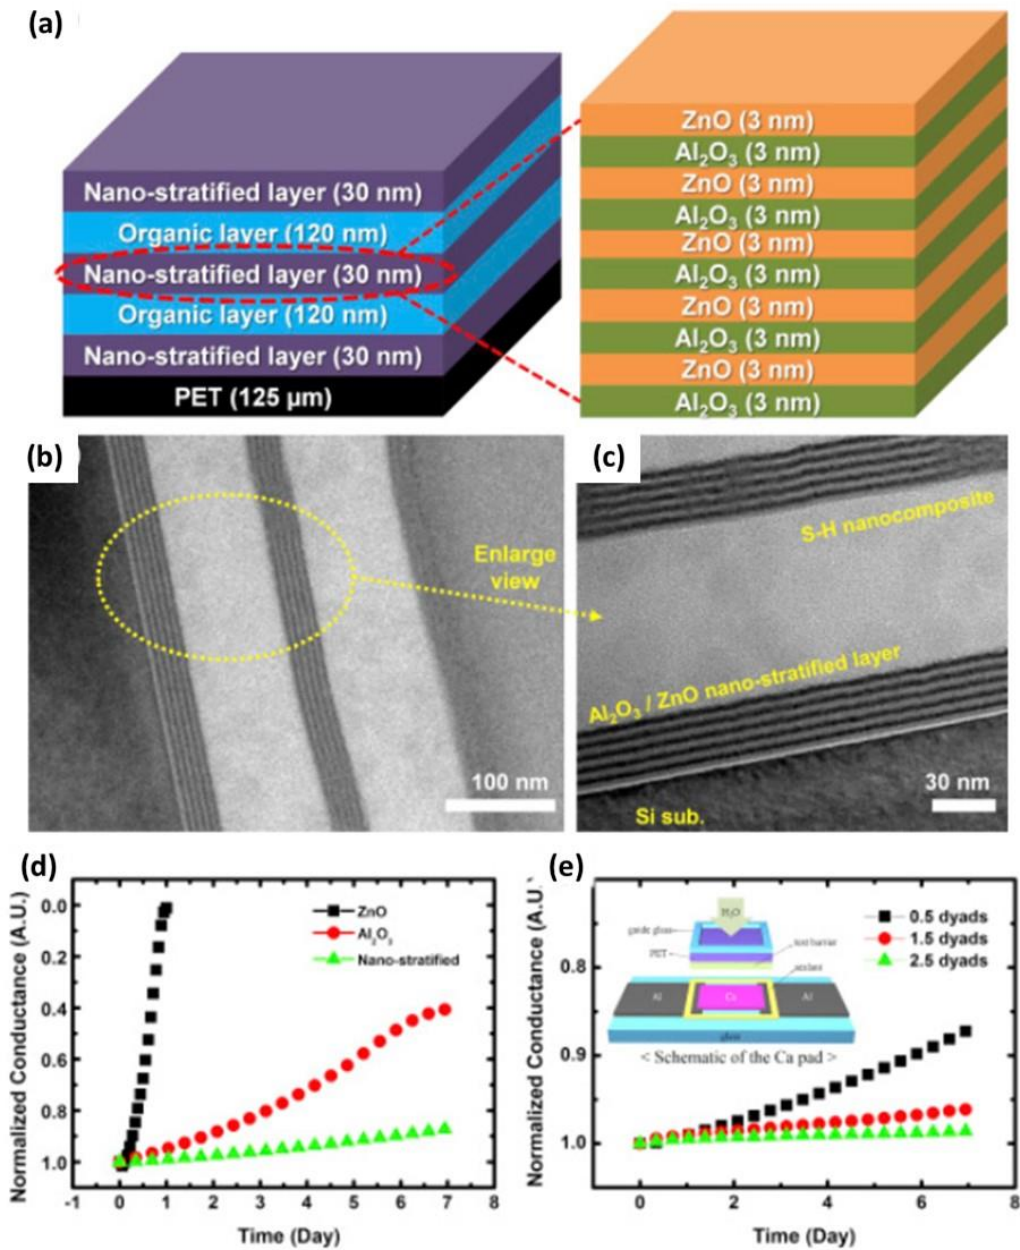 (a)
Nano-stratified layer (30 nm)
Organic layer (120 nm)
Nano-stratified layer (30 nm)
Organic layer (120 nm)
Nano-stratified layer (30 nm)
PET (125 μm)
ZnO (3 nm)
Al₂O₃ (3 nm)
ZnO (3 nm)
Al₂O₃ (3 nm)
ZnO (3 nm)
Al₂O₃ (3 nm)
ZnO (3 nm)
Al₂O₃ (3 nm)
ZnO (3 nm)
Al₂O₃ (3 nm)
(b)
Enlarge
view
100 nm
(c)
S-H nanocomposite
Al₂O₃ / ZnO nano-stratified layer
30 nm
Si sub.
(d)
Normalized Conductance (A.U.)
0.0
0.4
0.6
0.8
1.0
ZnO
Al₂O₃
Nano-stratified
-1 0 1 2 3 4 5 6 7 8
Time (Day)
(e)
Normalized Conductance (A.U.
0.8
0.9
1.0
0.5 dyads
1.5 dyads
2.5 dyads
H₂O
guide glass
PET
test barrier
sealant
Al
Ca
Al
glass
< Schematic of the Ca pad >
0 2 4 6 8
Time (Day)